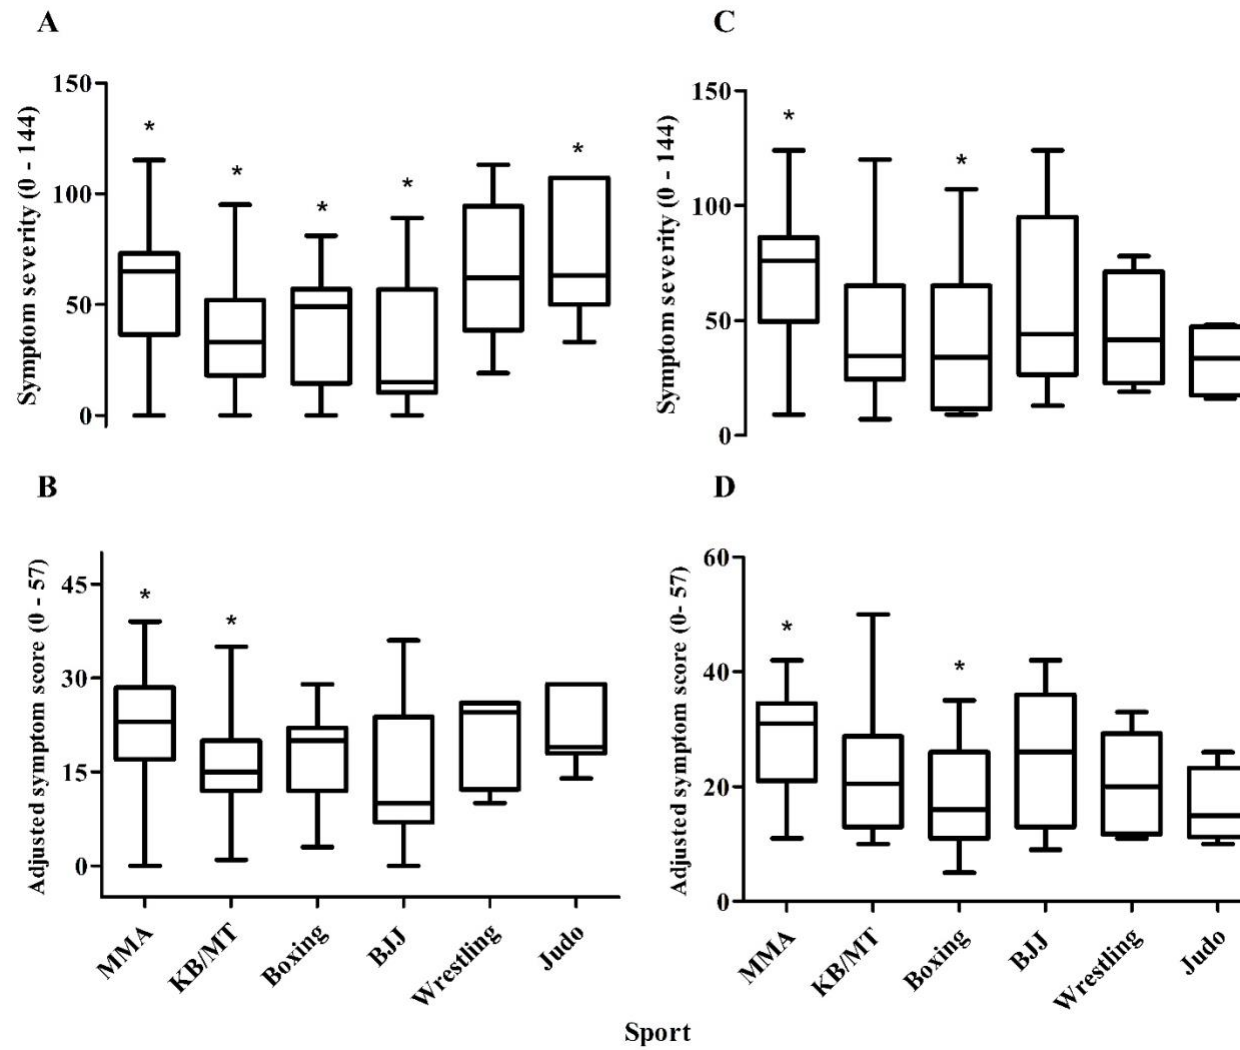 A
Symptom severity (0 - 144)
150
100
50
0
*
*
*
*
*
C
Symptom severity (0 - 144)
150
100
50
0
*
*
B
Adjusted symptom score (0 - 57)
45
30
15
0
*
*
MMA
KB/MT
Boxing
BJJ
Wrestling
Judo
D
Adjusted symptom score (0- 57)
60
40
20
0
*
*
MMA
KB/MT
Boxing
BJJ
Wrestling
Judo
Sport